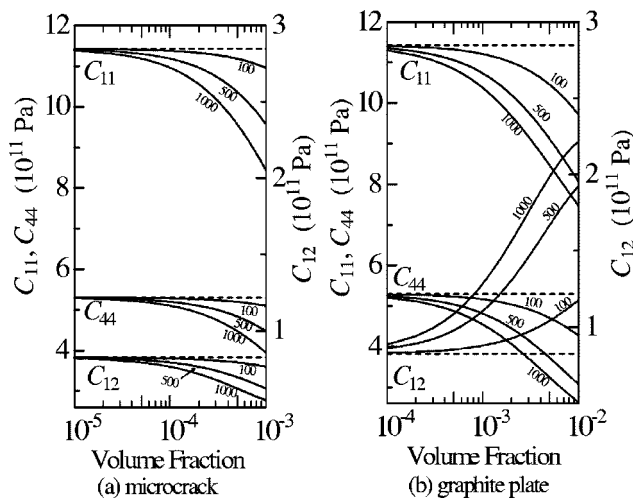 12
10
8
6
4
C11, C44 (10^11 Pa)
C11
100
500
1000
C44
100
500
1000
C12
100
500
1000
3
2
1
C12 (10^11 Pa)
10^-5
10^-4
10^-3
Volume Fraction
(a) microcrack
12
10
8
6
4
C11, C44 (10^11 Pa)
C11
100
500
1000
1000
500
C44
100
100
500
1000
C12
3
2
1
C12 (10^11 Pa)
10^-4
10^-3
10^-2
Volume Fraction
(b) graphite plate